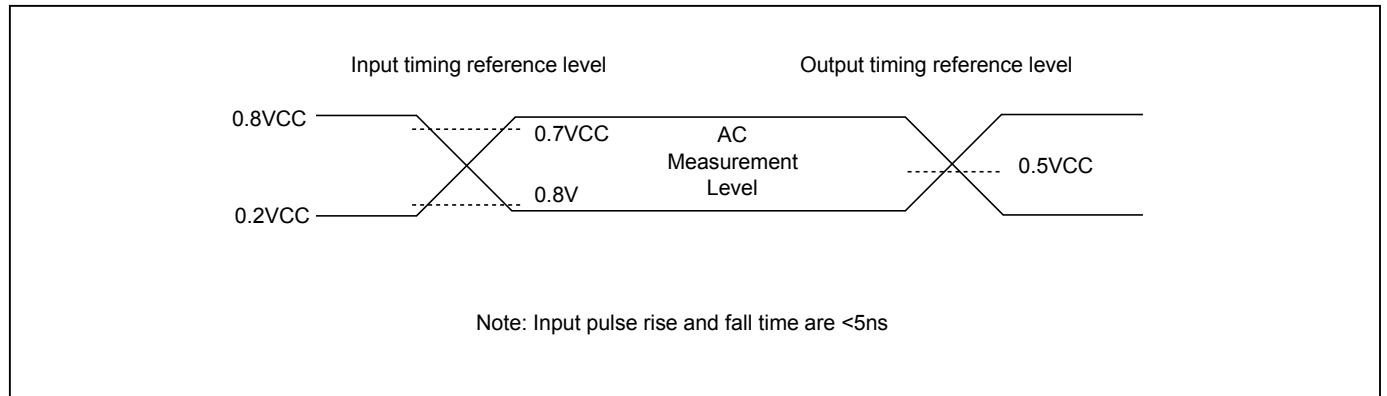 Input timing reference level
Output timing reference level
0.8VCC
0.7VCC
AC
Measurement
Level
0.5VCC
0.8V
0.2VCC
Note: Input pulse rise and fall time are <5ns